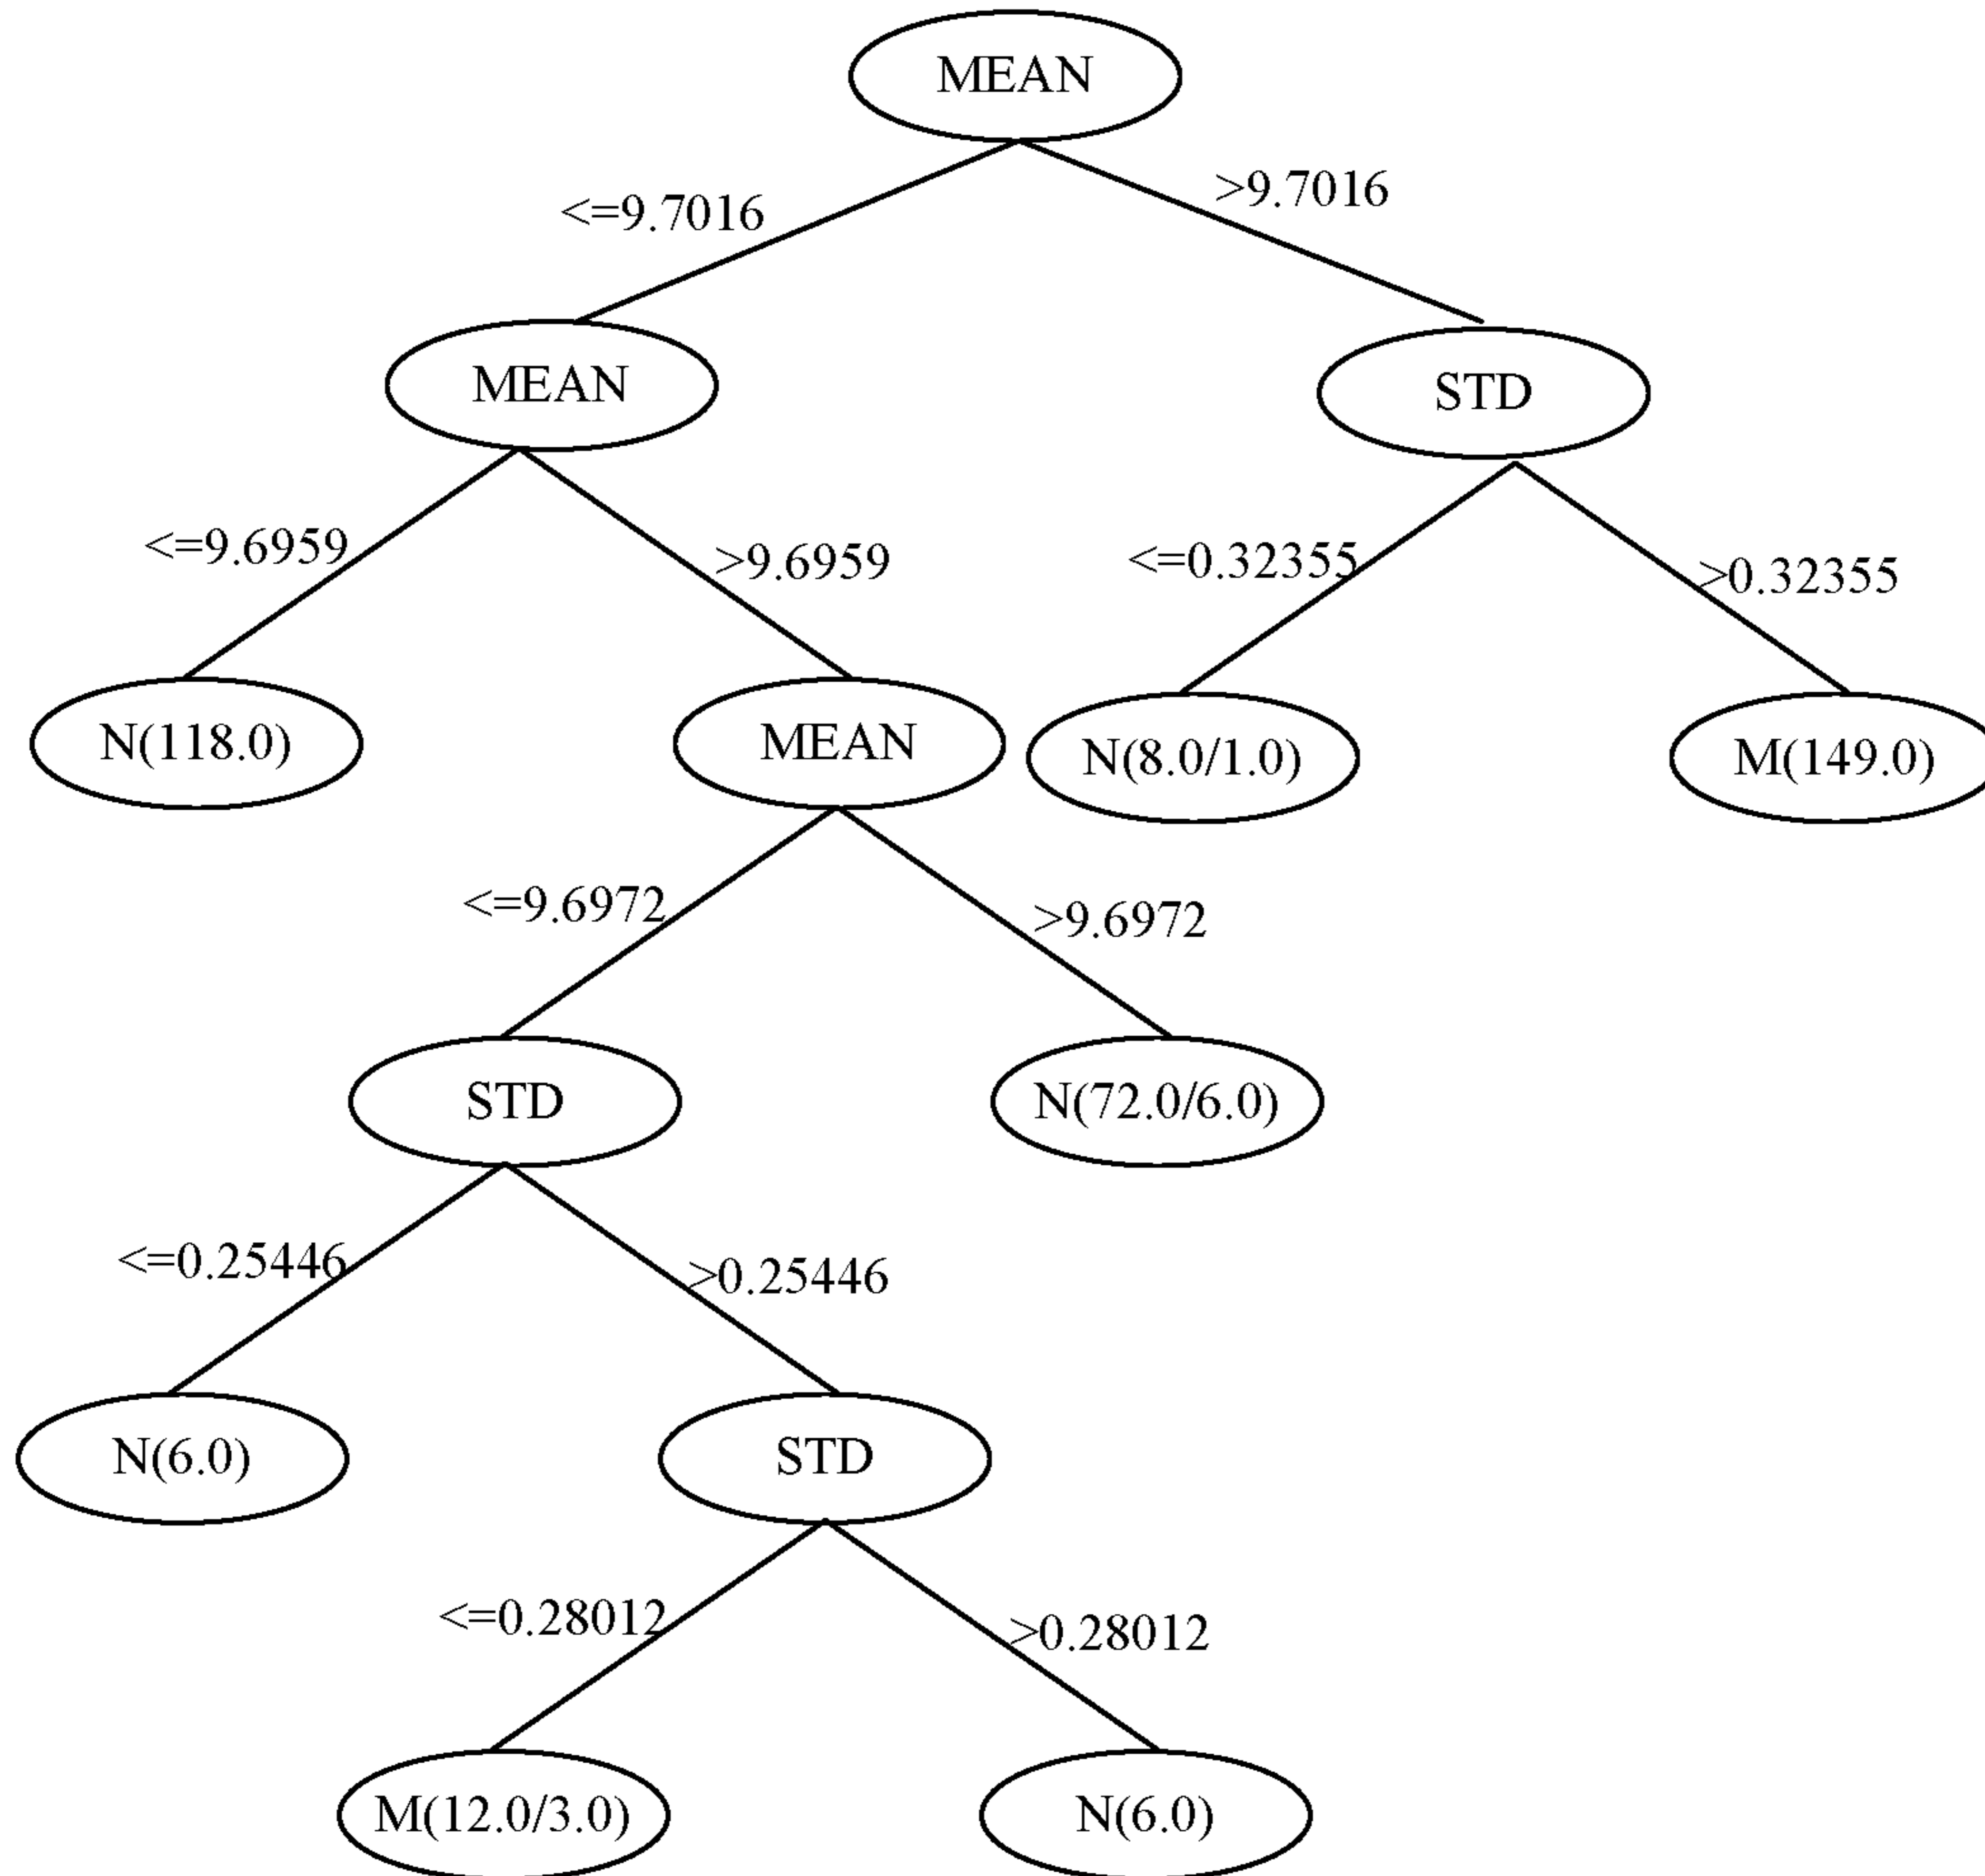 MEAN
<=9.7016
>9.7016
MEAN
STD
<=9.6959
>9.6959
<=0.32355
>0.32355
N(118.0)
MEAN
N(8.0/1.0)
M(149.0)
<=9.6972
>9.6972
STD
N(72.0/6.0)
<=0.25446
>0.25446
N(6.0)
STD
<=0.28012
>0.28012
M(12.0/3.0)
N(6.0)